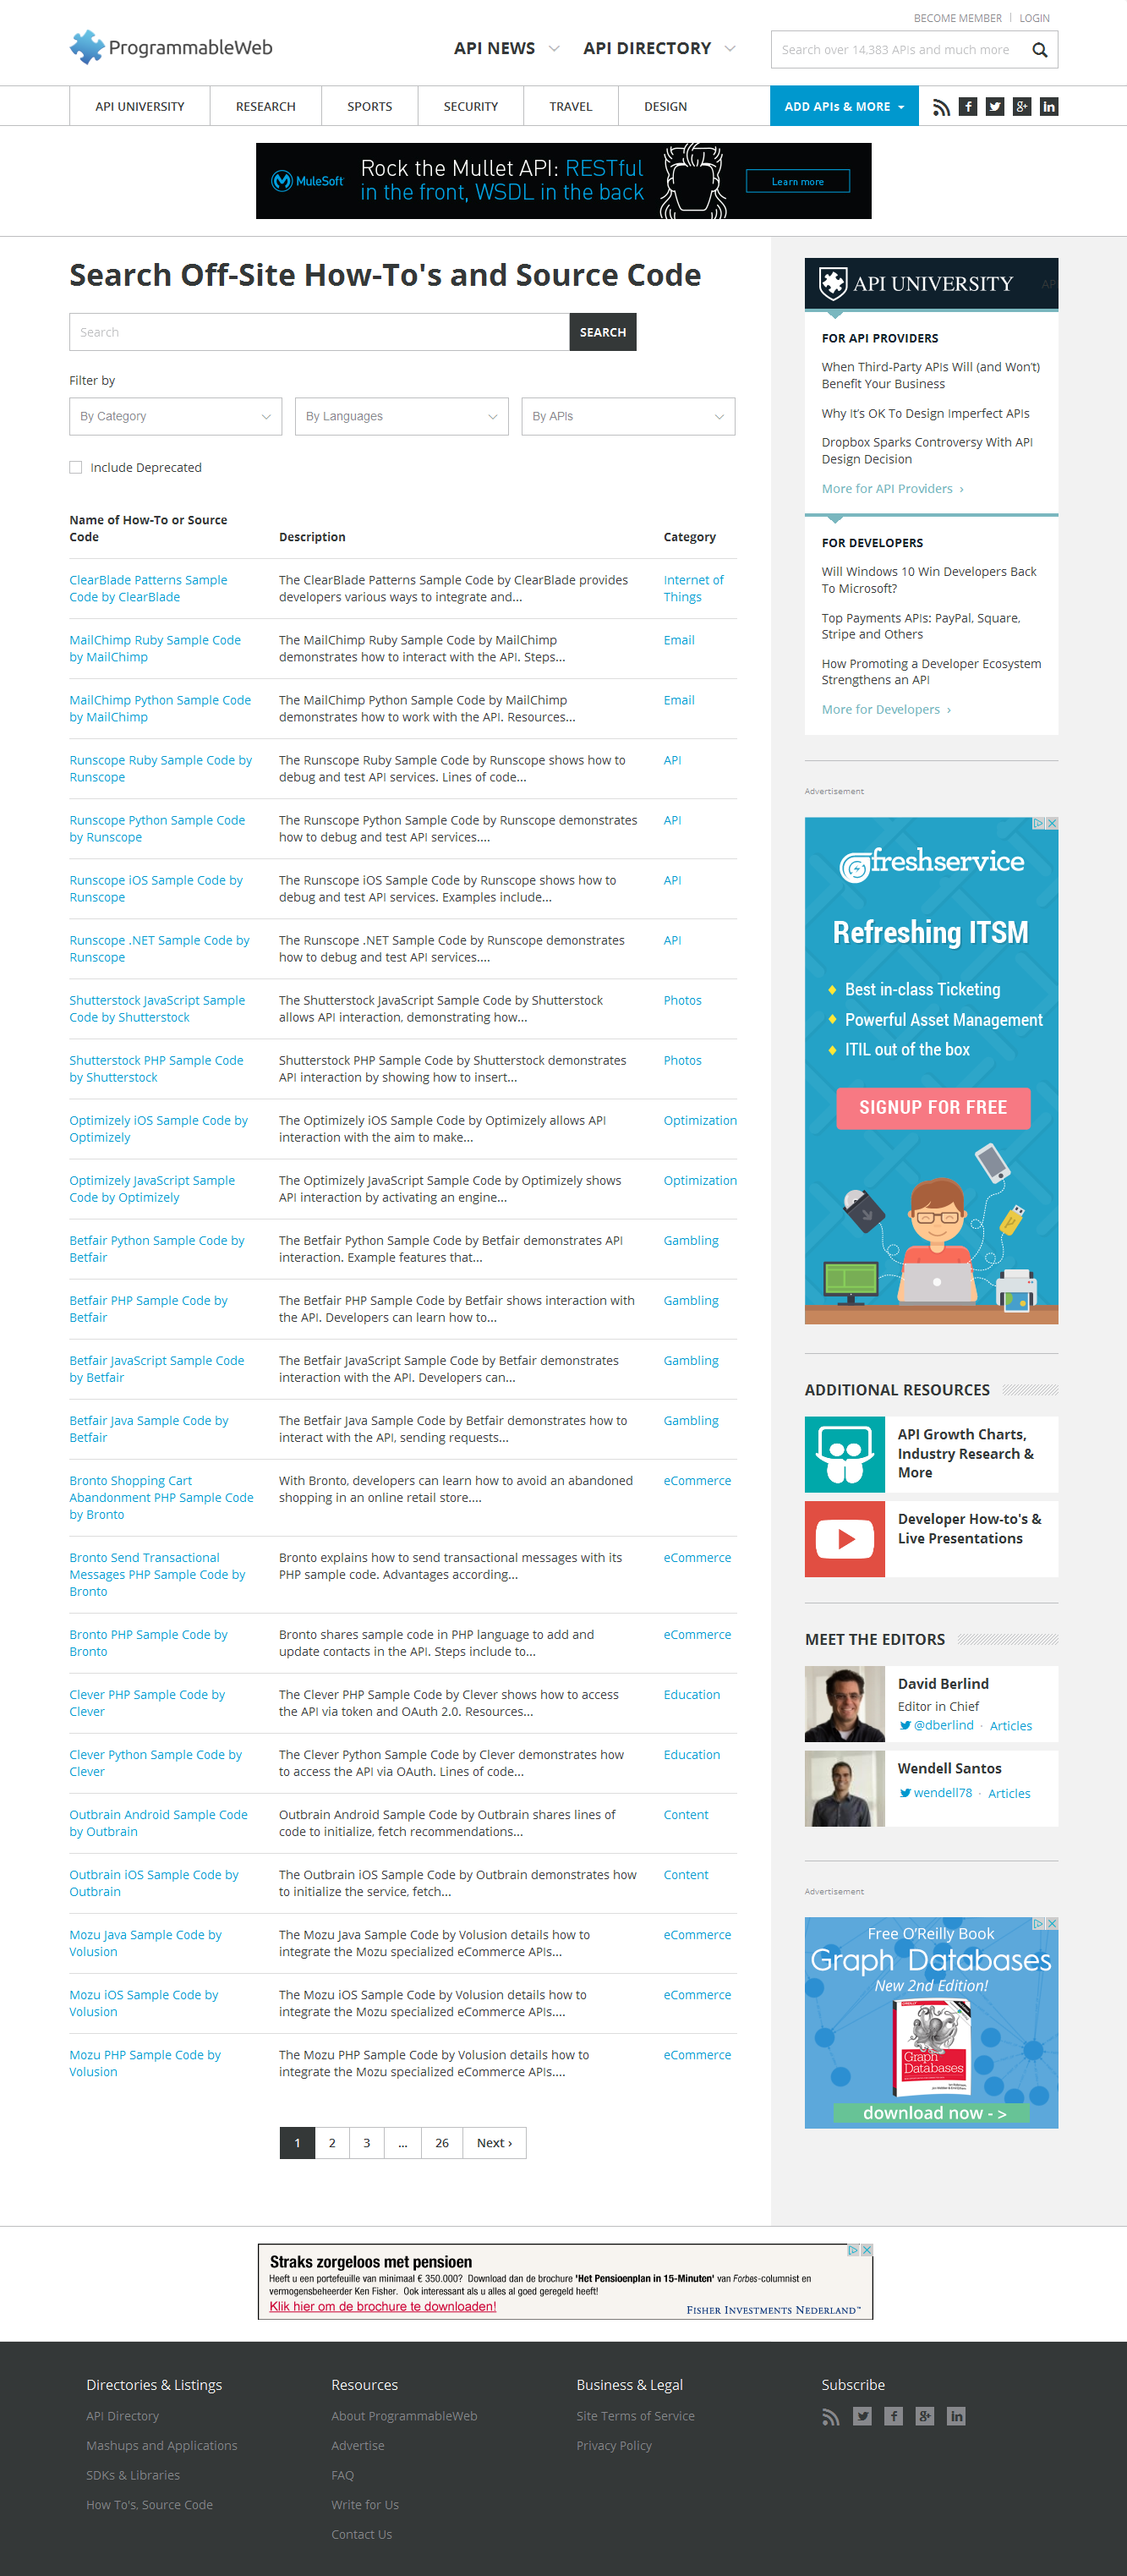 BECOME MEMBER | LOGIN
ProgrammableWeb
API NEWS
API DIRECTORY
Search over 14,383 APIs and much more
API UNIVERSITY
RESEARCH
SPORTS
SECURITY
TRAVEL
DESIGN
ADD APIs & MORE
MuleSoft
Rock the Mullet API: RESTful
in the front, WSDL in the back
Learn more
Search Off-Site How-To's and Source Code
Search
SEARCH
Filter by
By Category
By Languages
By APIs
Include Deprecated
Name of How-To or Source
Code
Description
Category
ClearBlade Patterns Sample
Code by ClearBlade
The ClearBlade Patterns Sample Code by ClearBlade provides
developers various ways to integrate and...
Internet of
Things
MailChimp Ruby Sample Code
by MailChimp
The MailChimp Ruby Sample Code by MailChimp
demonstrates how to interact with the API. Steps...
Email
MailChimp Python Sample Code
by MailChimp
The MailChimp Python Sample Code by MailChimp
demonstrates how to work with the API. Resources...
Email
Runscope Ruby Sample Code by
Runscope
The Runscope Ruby Sample Code by Runscope shows how to
debug and test API services. Lines of code...
API
Runscope Python Sample Code
by Runscope
The Runscope Python Sample Code by Runscope demonstrates
how to debug and test API services....
API
Runscope iOS Sample Code by
Runscope
The Runscope iOS Sample Code by Runscope shows how to
debug and test API services. Examples include...
API
Runscope .NET Sample Code by
Runscope
The Runscope .NET Sample Code by Runscope demonstrates
how to debug and test API services....
API
Shutterstock JavaScript Sample
Code by Shutterstock
The Shutterstock JavaScript Sample Code by Shutterstock
allows API interaction, demonstrating how...
Photos
Shutterstock PHP Sample Code
by Shutterstock
Shutterstock PHP Sample Code by Shutterstock demonstrates
API interaction by showing how to insert...
Photos
Optimizely iOS Sample Code by
Optimizely
The Optimizely iOS Sample Code by Optimizely allows API
interaction with the aim to make...
Optimization
Optimizely JavaScript Sample
Code by Optimizely
The Optimizely JavaScript Sample Code by Optimizely shows
API interaction by activating an engine...
Optimization
Betfair Python Sample Code by
Betfair
The Betfair Python Sample Code by Betfair demonstrates API
interaction. Example features that...
Gambling
Betfair PHP Sample Code by
Betfair
The Betfair PHP Sample Code by Betfair shows interaction with
the API. Developers can learn how to...
Gambling
Betfair JavaScript Sample Code
by Betfair
The Betfair JavaScript Sample Code by Betfair demonstrates
interaction with the API. Developers can...
Gambling
Betfair Java Sample Code by
Betfair
The Betfair Java Sample Code by Betfair demonstrates how to
interact with the API, sending requests...
Gambling
Bronto Shopping Cart
Abandonment PHP Sample Code
by Bronto
With Bronto, developers can learn how to avoid an abandoned
shopping in an online retail store....
eCommerce
Bronto Send Transactional
Messages PHP Sample Code by
Bronto
Bronto explains how to send transactional messages with its
PHP sample code. Advantages according...
eCommerce
Bronto PHP Sample Code by
Bronto
Bronto shares sample code in PHP language to add and
update contacts in the API. Steps include to...
eCommerce
Clever PHP Sample Code by
Clever
The Clever PHP Sample Code by Clever shows how to access
the API via token and OAuth 2.0. Resources...
Education
Clever Python Sample Code by
Clever
The Clever Python Sample Code by Clever demonstrates how
to access the API via OAuth. Lines of code...
Education
Outbrain Android Sample Code
by Outbrain
Outbrain Android Sample Code by Outbrain shares lines of
code to initialize, fetch recommendations...
Content
Outbrain iOS Sample Code by
Outbrain
The Outbrain iOS Sample Code by Outbrain demonstrates how
to initialize the service, fetch...
Content
Mozu Java Sample Code by
Volusion
The Mozu Java Sample Code by Volusion details how to
integrate the Mozu specialized eCommerce APIs...
eCommerce
Mozu iOS Sample Code by
Volusion
The Mozu iOS Sample Code by Volusion details how to
integrate the Mozu specialized eCommerce APIs....
eCommerce
Mozu PHP Sample Code by
Volusion
The Mozu PHP Sample Code by Volusion details how to
integrate the Mozu specialized eCommerce APIs....
eCommerce
1 2 3 ... 26 Next ›
API UNIVERSITY
AP
FOR API PROVIDERS
When Third-Party APIs Will (and Won't)
Benefit Your Business
Why It's OK To Design Imperfect APIs
Dropbox Sparks Controversy With API
Design Decision
More for API Providers ›
FOR DEVELOPERS
Will Windows 10 Win Developers Back
To Microsoft?
Top Payments APIs: PayPal, Square,
Stripe and Others
How Promoting a Developer Ecosystem
Strengthens an API
More for Developers ›
Advertisement
freshservice
Refreshing ITSM
Best in-class Ticketing
Powerful Asset Management
ITIL out of the box
SIGNUP FOR FREE
ADDITIONAL RESOURCES
API Growth Charts,
Industry Research &
More
Developer How-to's &
Live Presentations
MEET THE EDITORS
David Berlind
Editor in Chief
@dberlind · Articles
Wendell Santos
wendell78 · Articles
Advertisement
Free O'Reilly Book
Graph Databases
New 2nd Edition!
Graph
Databases
download now - >
Straks zorgeloos met pensioen
Heeft u een portefeuille van minimaal € 350.000? Download dan de brochure 'Het Pensioenplan in 15-Minuten' van Forbes-columnist en
vermogensbeheerder Ken Fisher. Ook interessant als u alles al goed geregeld heeft!
Klik hier om de brochure te downloaden!
FISHER INVESTMENTS NEDERLAND™
Directories & Listings
API Directory
Mashups and Applications
SDKs & Libraries
How To's, Source Code
Resources
About ProgrammableWeb
Advertise
FAQ
Write for Us
Contact Us
Business & Legal
Site Terms of Service
Privacy Policy
Subscribe